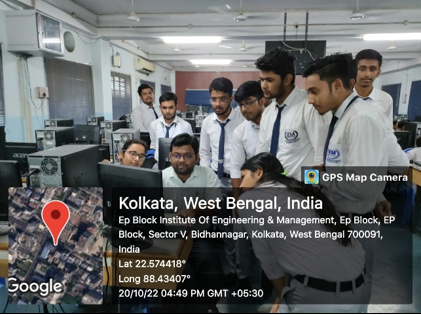 GPS Map Camera
Kolkata, West Bengal, India
Ep Block Institute Of Engineering & Management, Ep Block, EP
Block, Sector V, Bidhannagar, Kolkata, West Bengal 700091,
India
Lat 22.574418°
Long 88.43407°
20/10/22 04:49 PM GMT +05:30
Google